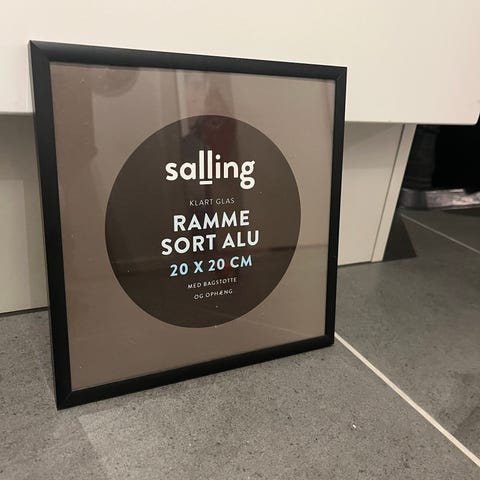 salling
KLART GLAS
RAMME
SORT ALU
20 X 20 CM
MED BAGSTØTTE
OG OPHÆNG